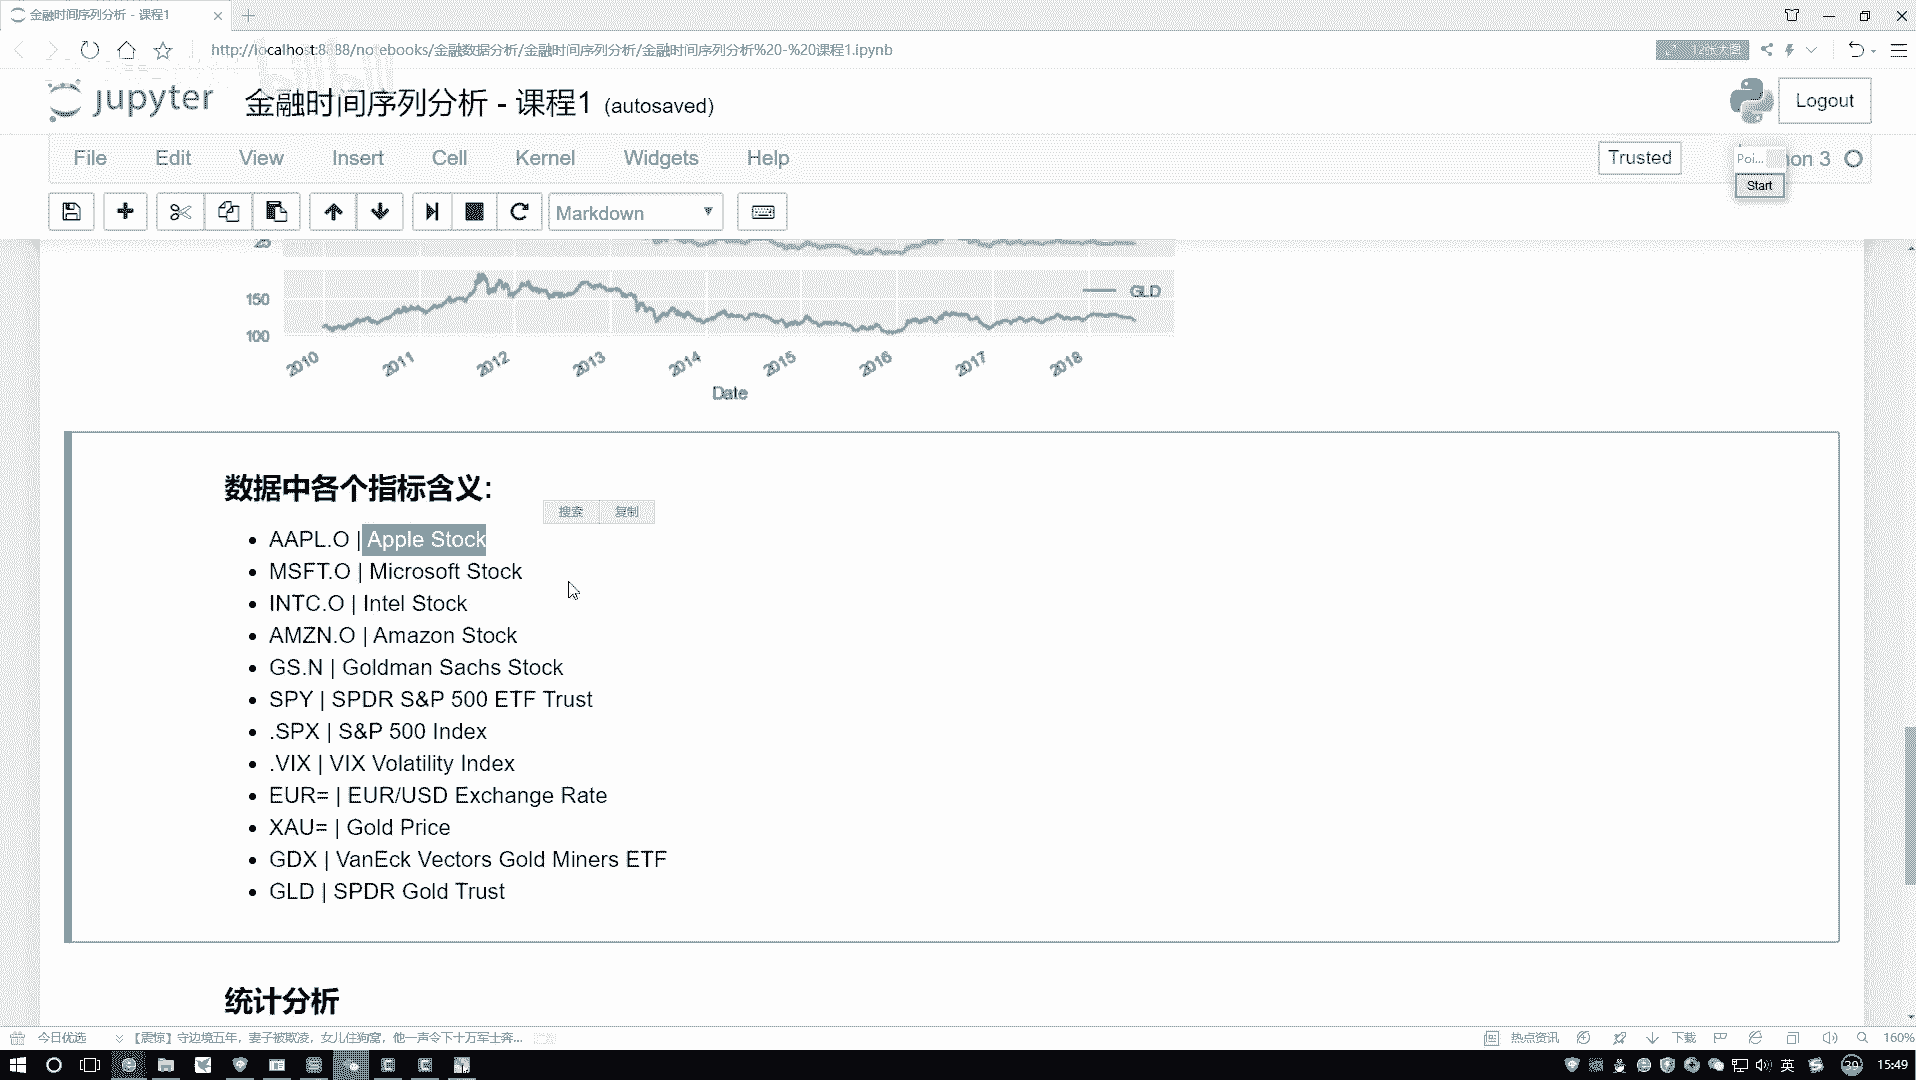 金融时间序列分析 - 课程1
http://localhost:8888/notebooks/金融数据分析/金融时间序列分析/金融时间序列分析%20-%20课程1.ipynb
12张大图
jupyter
金融时间序列分析 - 课程1 (autosaved)
Logout
File Edit View Insert Cell Kernel Widgets Help
Trusted
Poi...
hon 3
Start
Markdown
25
150
GLD
100
2010 2011 2012 2013 2014 2015 2016 2017 2018
Date
数据中各个指标含义:
搜索 复制
AAPL.O | Apple Stock
MSFT.O | Microsoft Stock
INTC.O | Intel Stock
AMZN.O | Amazon Stock
GS.N | Goldman Sachs Stock
SPY | SPDR S&P 500 ETF Trust
.SPX | S&P 500 Index
.VIX | VIX Volatility Index
EUR= | EUR/USD Exchange Rate
XAU= | Gold Price
GDX | VanEck Vectors Gold Miners ETF
GLD | SPDR Gold Trust
统计分析
今日优选
【震惊】守边境五年，妻子被欺凌，女儿住狗窝，他一声令下十万军士奔...
热点资讯
下载
160%
英
39
15:49